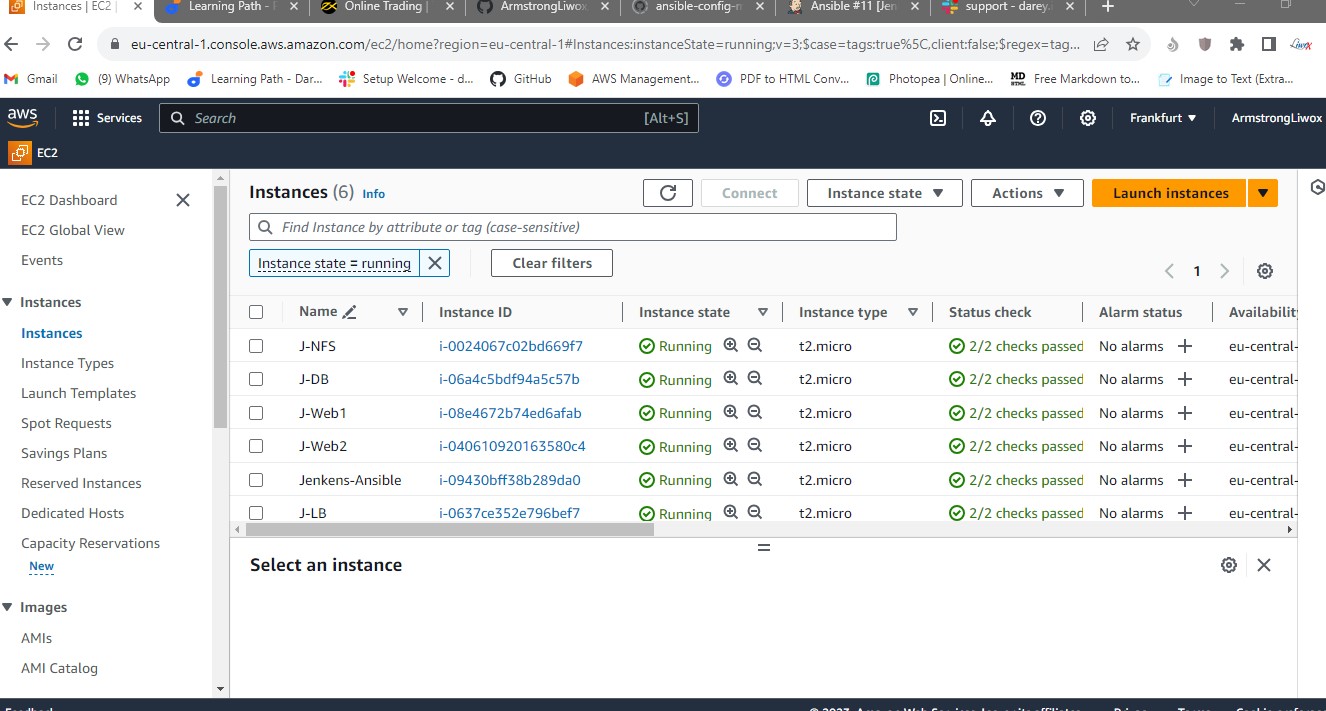 Instances | EC2 |
Learning Path - F
Online Trading |
ArmstrongLiwox
ansible-config-m
Ansible #11 [Jen
support - darey.
eu-central-1.console.aws.amazon.com/ec2/home?region=eu-central-1#Instances:instanceState=running;v=3;$case=tags:true%5C,client:false;$regex=tag...
Gmail
(9) WhatsApp
Learning Path - Dar...
Setup Welcome - d...
GitHub
AWS Management...
PDF to HTML Conv...
Photopea | Online...
Free Markdown to...
Image to Text (Extra...
aws
Services
Search
[Alt+S]
Frankfurt
ArmstrongLiwox
EC2
EC2 Dashboard
EC2 Global View
Events
Instances
Instances
Instance Types
Launch Templates
Spot Requests
Savings Plans
Reserved Instances
Dedicated Hosts
Capacity Reservations
New
Images
AMIs
AMI Catalog
Instances (6) Info
Connect
Instance state
Actions
Launch instances
Find Instance by attribute or tag (case-sensitive)
Instance state = running
Clear filters
1
Name Instance ID Instance state Instance type Status check Alarm status Availability
J-NFS i-0024067c02bd669f7 Running t2.micro 2/2 checks passed No alarms eu-central-
J-DB i-06a4c5bdf94a5c57b Running t2.micro 2/2 checks passed No alarms eu-central-
J-Web1 i-08e4672b74ed6afab Running t2.micro 2/2 checks passed No alarms eu-central-
J-Web2 i-040610920163580c4 Running t2.micro 2/2 checks passed No alarms eu-central-
Jenkens-Ansible i-09430bff38b289da0 Running t2.micro 2/2 checks passed No alarms eu-central-
J-LB i-0637ce352e796bef7 Running t2.micro 2/2 checks passed No alarms eu-central-
Select an instance